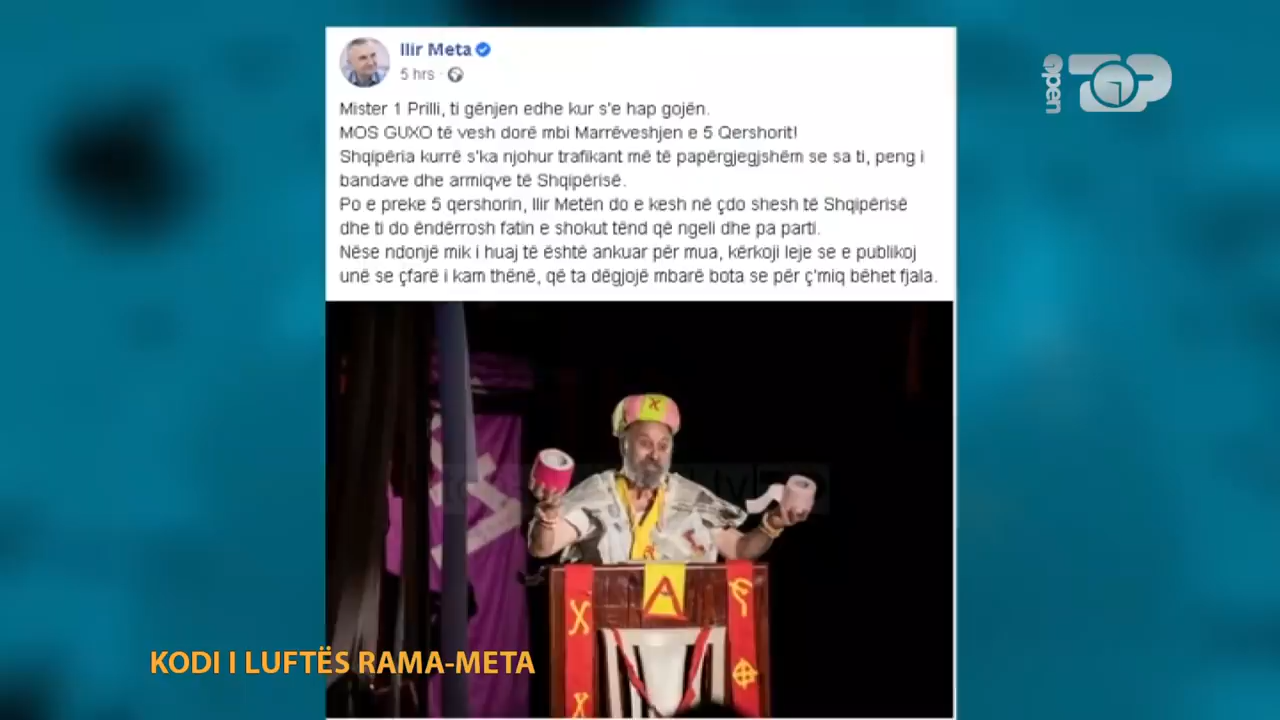 Ilir Meta
5 hrs ·
Mister 1 Prilli, ti gënjen edhe kur s'e hap gojën.
MOS GUXO të vesh dorë mbi Marrëveshjen e 5 Qershorit!
Shqipëria kurrë s'ka njohur trafikant më të papërgjegjshëm se sa ti, peng i
bandave dhe armiqve të Shqipërisë.
Po e preke 5 qershorin, Ilir Metën do e kesh në çdo shesh të Shqipërisë
dhe ti do ëndërrosh fatin e shokut tënd që ngeli dhe pa parti.
Nëse ndonjë mik i huaj të është ankuar për mua, kërkoji leje se e publikoj
unë se çfarë i kam thënë, që ta dëgjojë mbarë bota se për ç'miq bëhet fjala.
open TOP
X
X A
X
KODI I LUFTËS RAMA-META